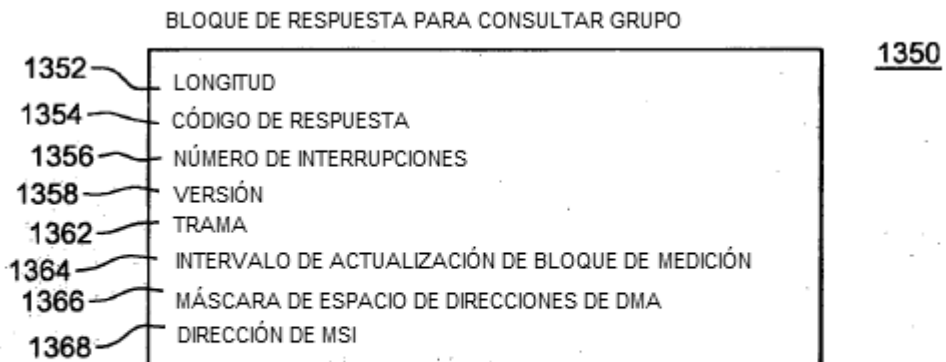 BLOQUE DE RESPUESTA PARA CONSULTAR GRUPO
1350
1352 LONGITUD
1354 CÓDIGO DE RESPUESTA
1356 NÚMERO DE INTERRUPCIONES
1358 VERSIÓN
1362 TRAMA
1364 INTERVALO DE ACTUALIZACIÓN DE BLOQUE DE MEDICIÓN
1366 MÁSCARA DE ESPACIO DE DIRECCIONES DE DMA
1368 DIRECCIÓN DE MSI